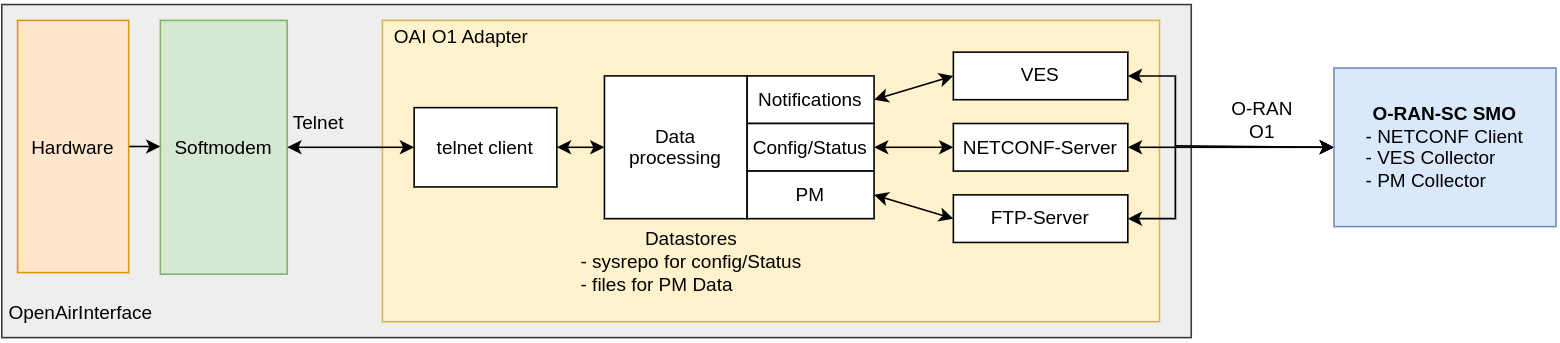 OAI O1 Adapter
Hardware
Softmodem
Telnet
telnet client
Data
processing
Notifications
Config/Status
PM
VES
NETCONF-Server
FTP-Server
Datastores
- sysrepo for config/Status
- files for PM Data
OpenAirInterface
O-RAN
O1
O-RAN-SC SMO
- NETCONF Client
- VES Collector
- PM Collector